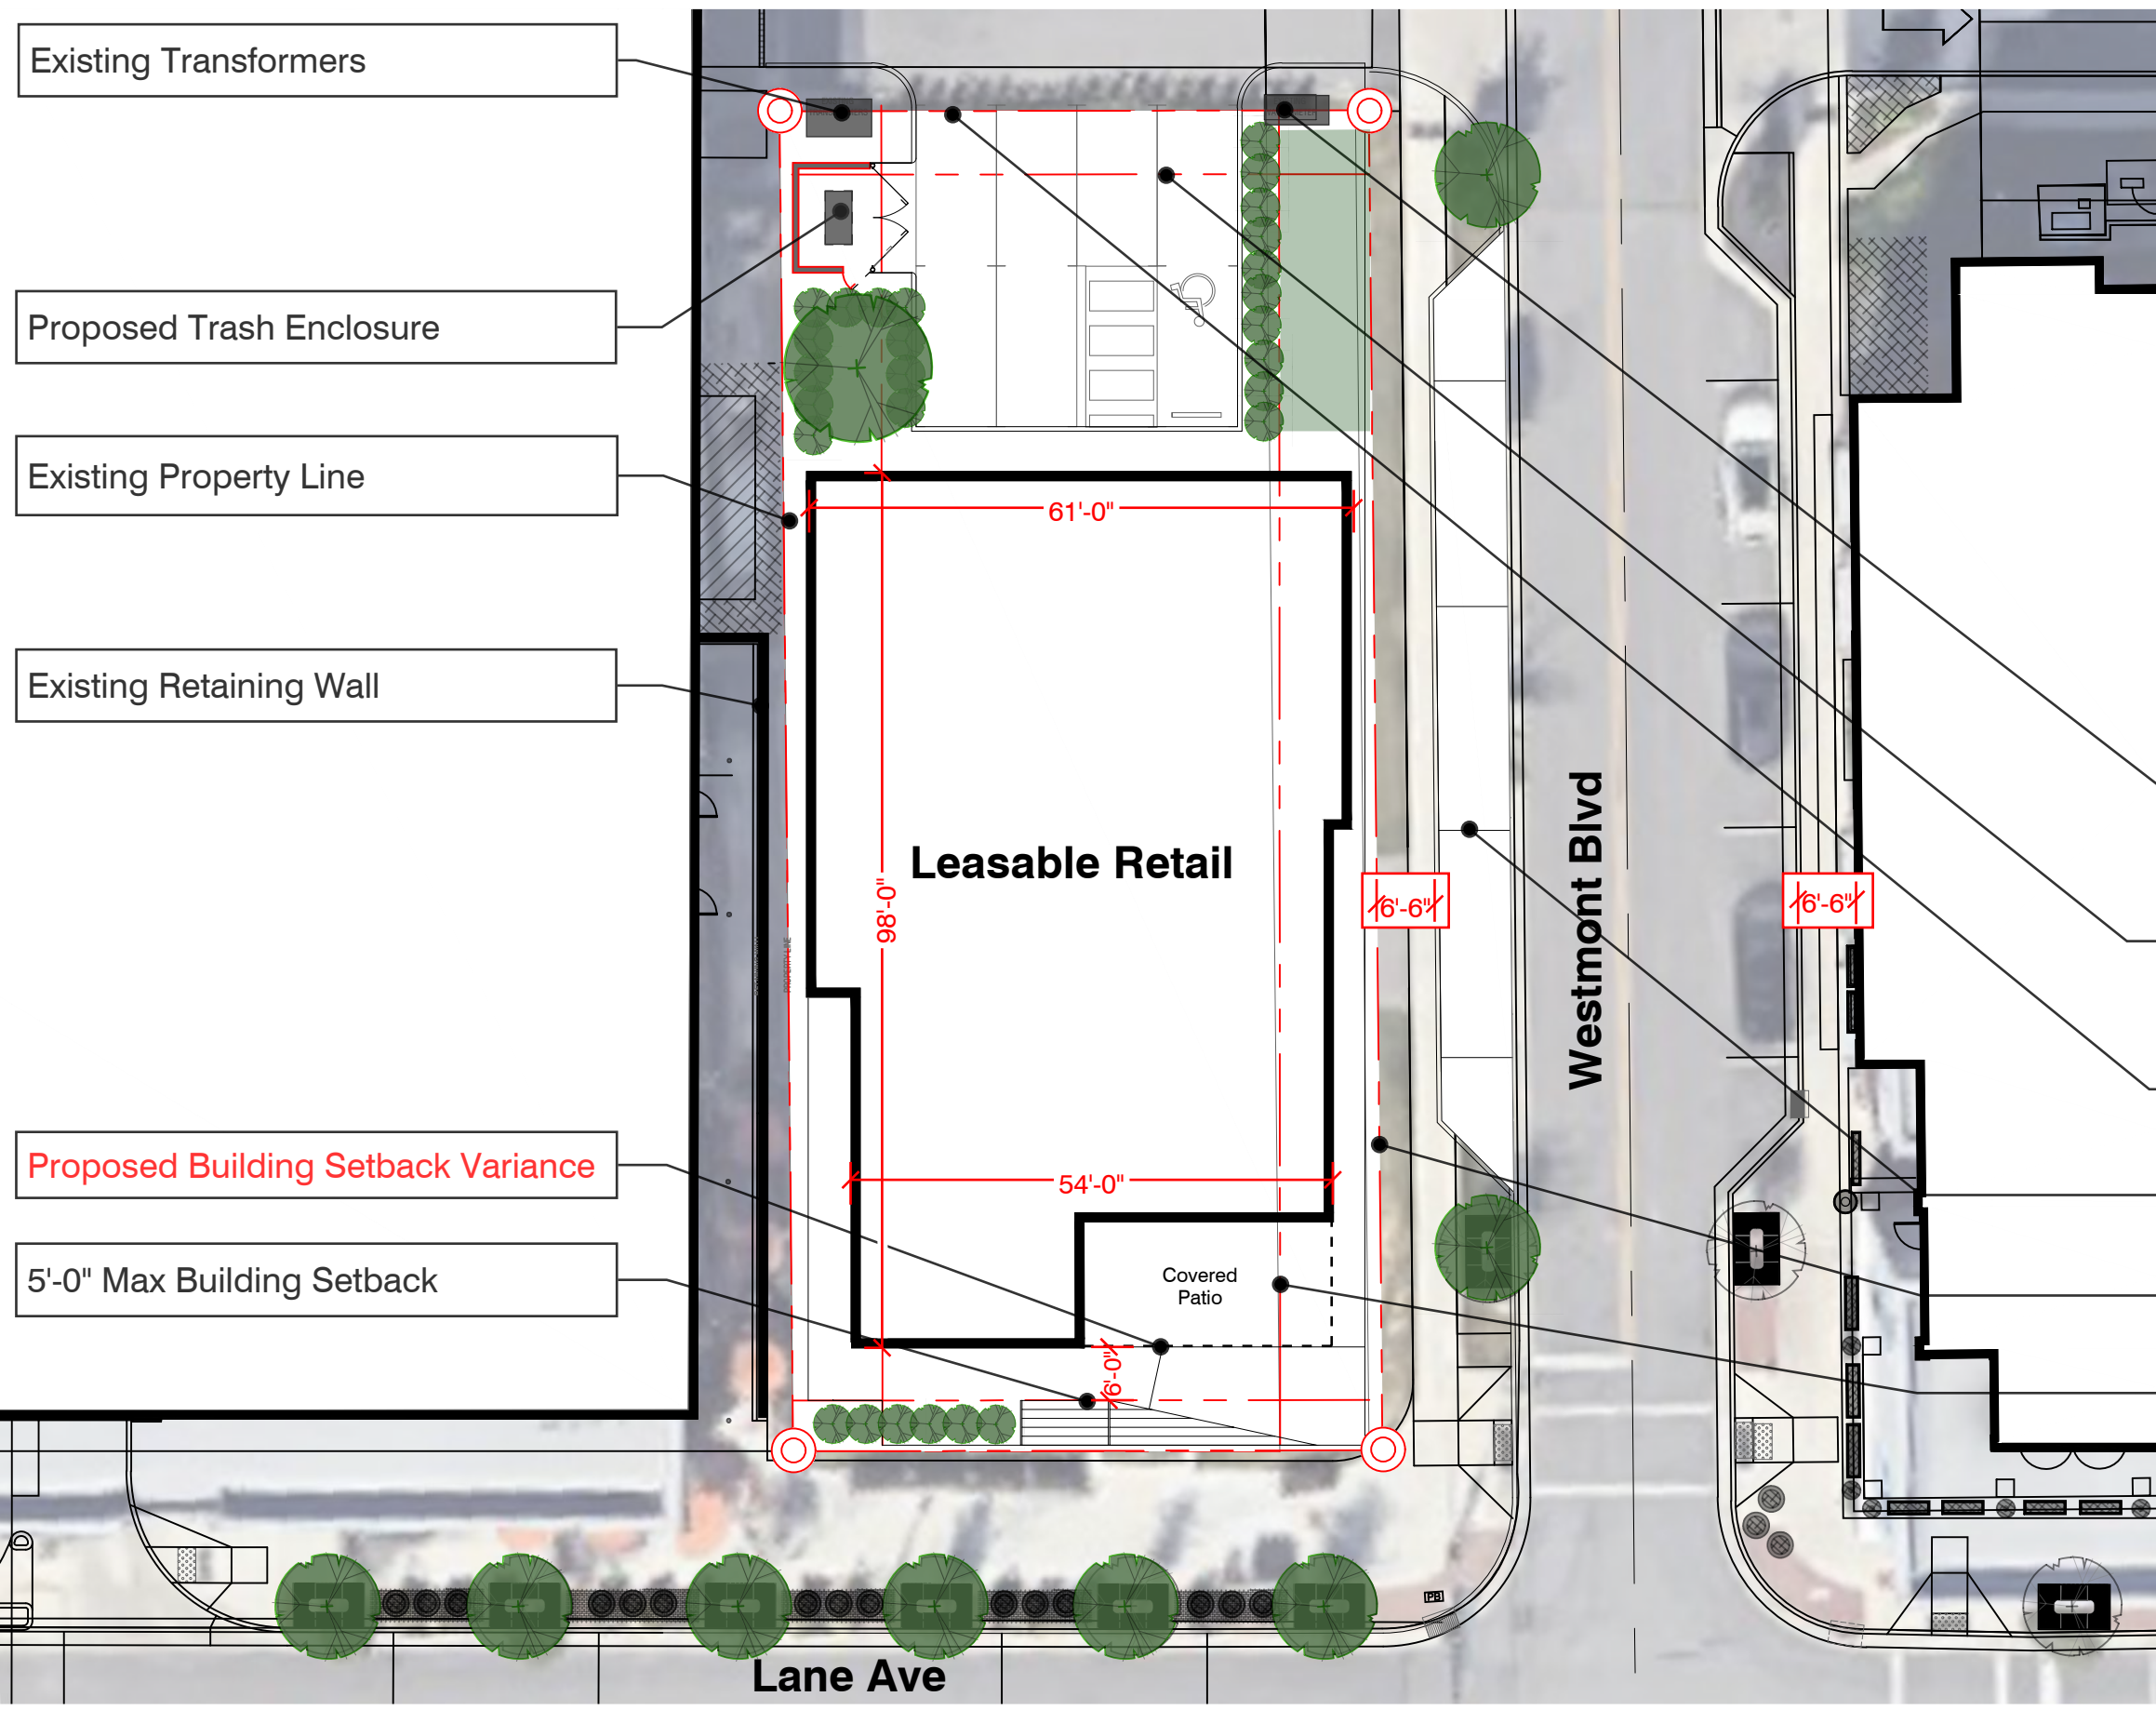 Existing Transformers
Proposed Trash Enclosure
Existing Property Line
Existing Retaining Wall
Proposed Building Setback Variance
5'-0" Max Building Setback
61'-0"
98'-0"
Leasable Retail
54'-0"
Covered
Patio
6'-0"
6'-6"
6'-6"
Westmont Blvd
PROPERTY LINE
PB
Lane Ave